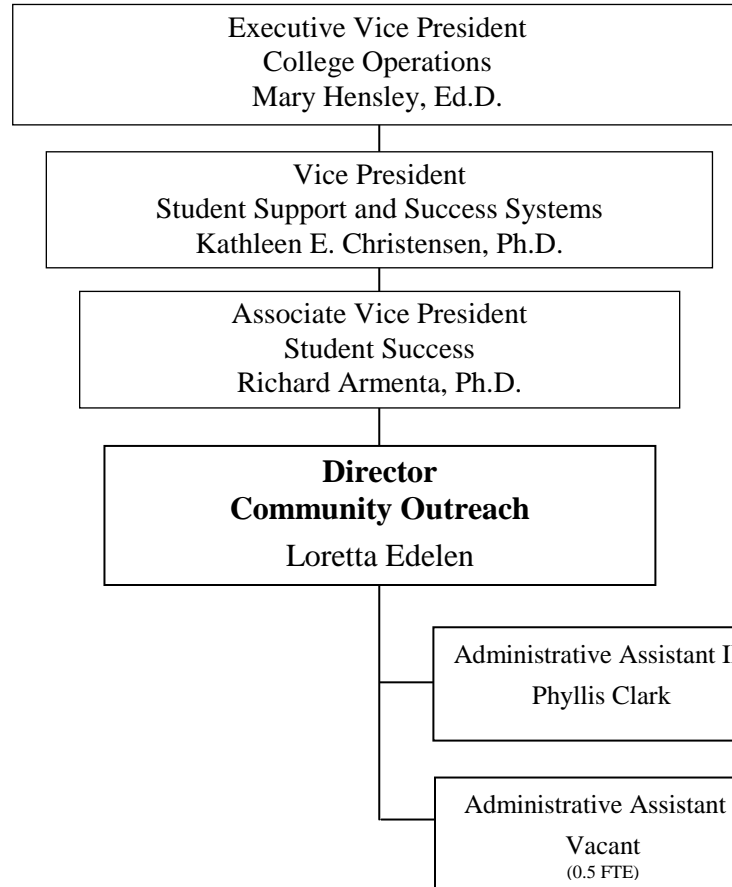 Executive Vice President
College Operations
Mary Hensley, Ed.D.
Vice President
Student Support and Success Systems
Kathleen E. Christensen, Ph.D.
Associate Vice President
Student Success
Richard Armenta, Ph.D.
Director
Community Outreach
Loretta Edelen
Administrative Assistant
Phyllis Clark
Administrative Assistant
Vacant
(0.5 FTE)